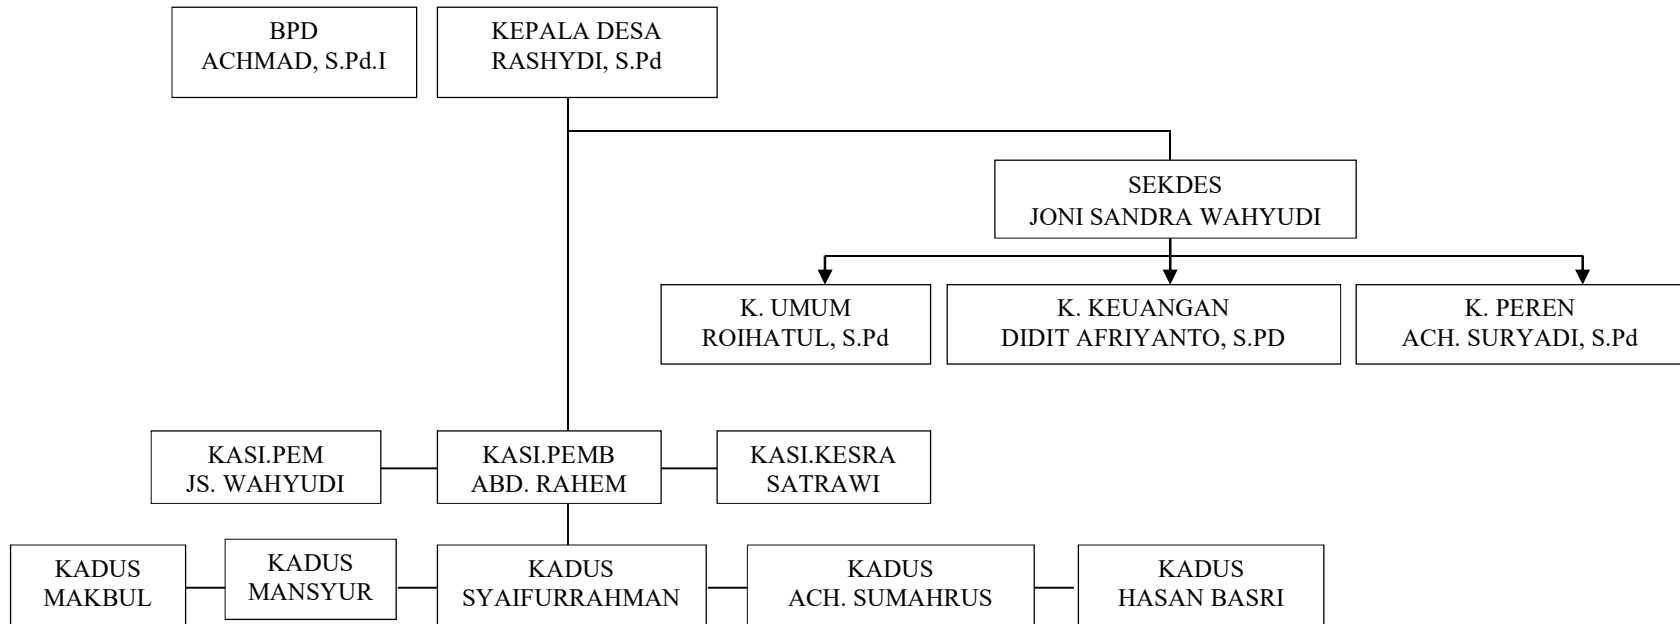 BPD
ACHMAD, S.Pd.I
KEPALA DESA
RASHYDI, S.Pd
SEKDES
JONI SANDRA WAHYUDI
K. UMUM
ROIHATUL, S.Pd
K. KEUANGAN
DIDIT AFRIYANTO, S.PD
K. PEREN
ACH. SURYADI, S.Pd
KASI.PEM
JS. WAHYUDI
KASI.PEMB
ABD. RAHEM
KASI.KESRA
SATRAWI
KADUS
MAKBUL
KADUS
MANSYUR
KADUS
SYAIFURRAHMAN
KADUS
ACH. SUMAHRUS
KADUS
HASAN BASRI